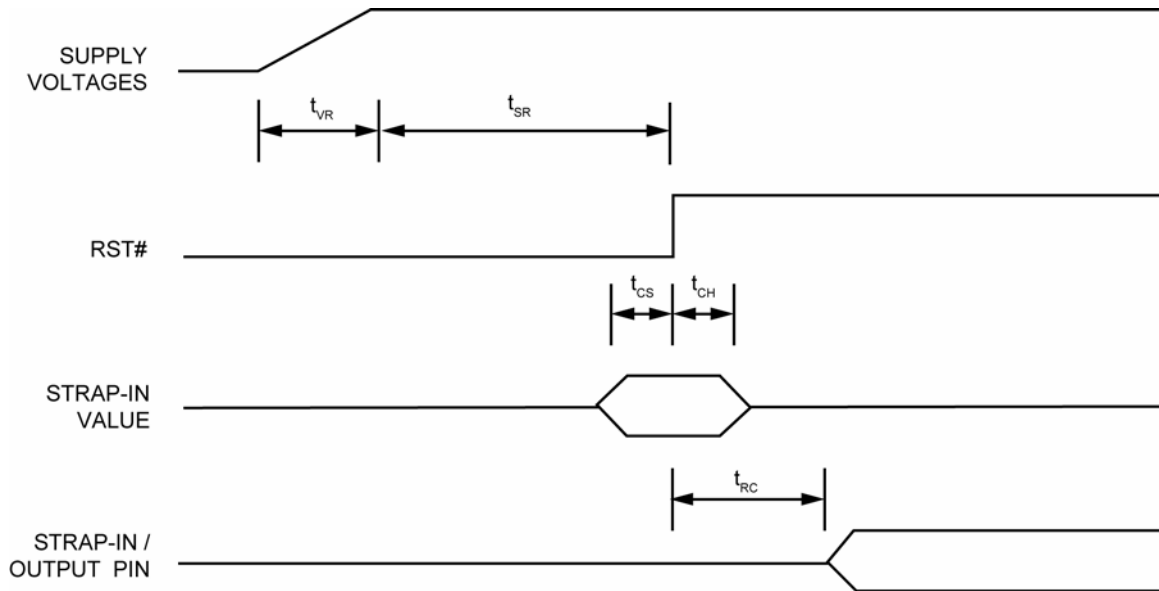 SUPPLY
VOLTAGES
tVR
tSR
RST#
tCS
tCH
STRAP-IN
VALUE
tRC
STRAP-IN /
OUTPUT PIN